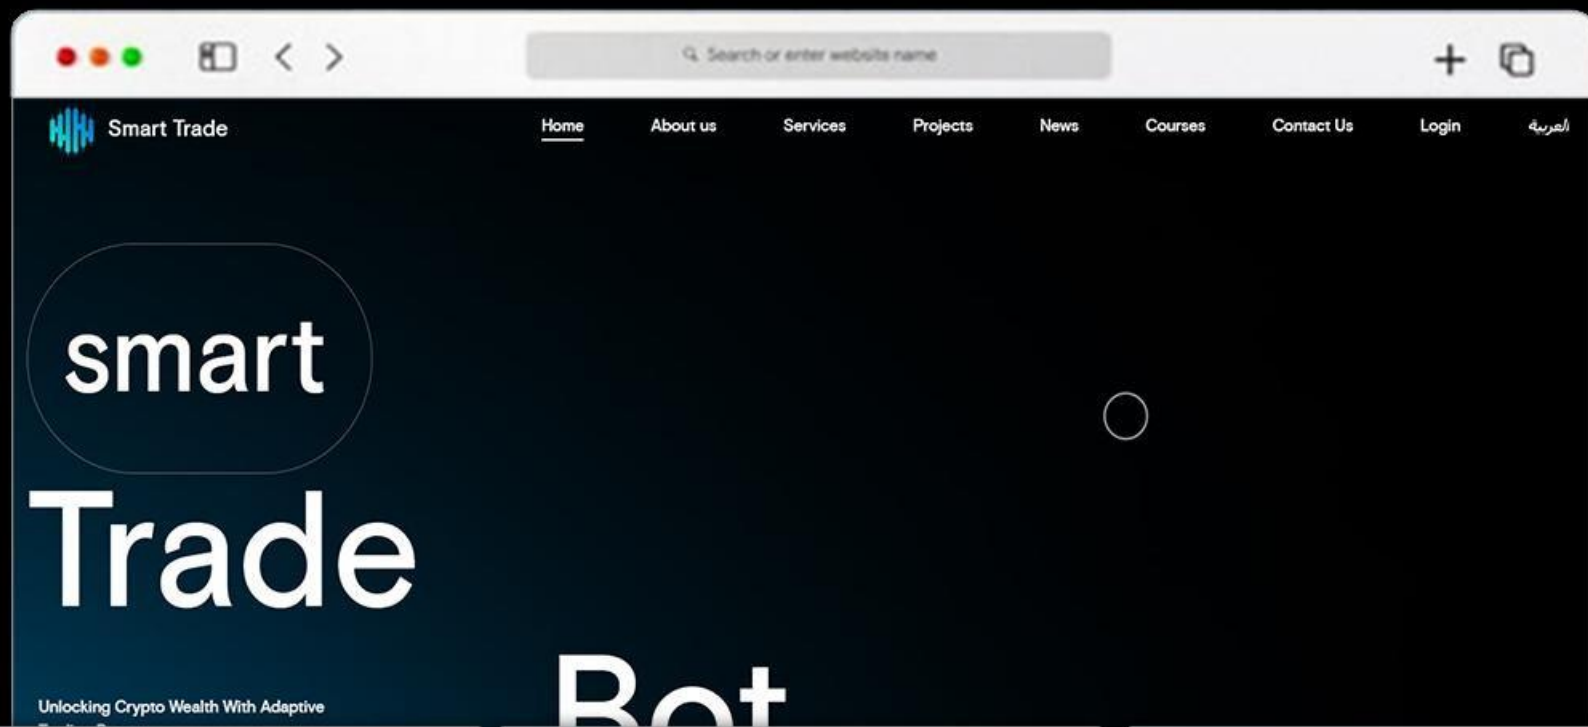 Search or enter website name
Smart Trade
Home About us Services Projects News Courses Contact Us Login العربية
smart
Trade
Bot
Unlocking Crypto Wealth With Adaptive